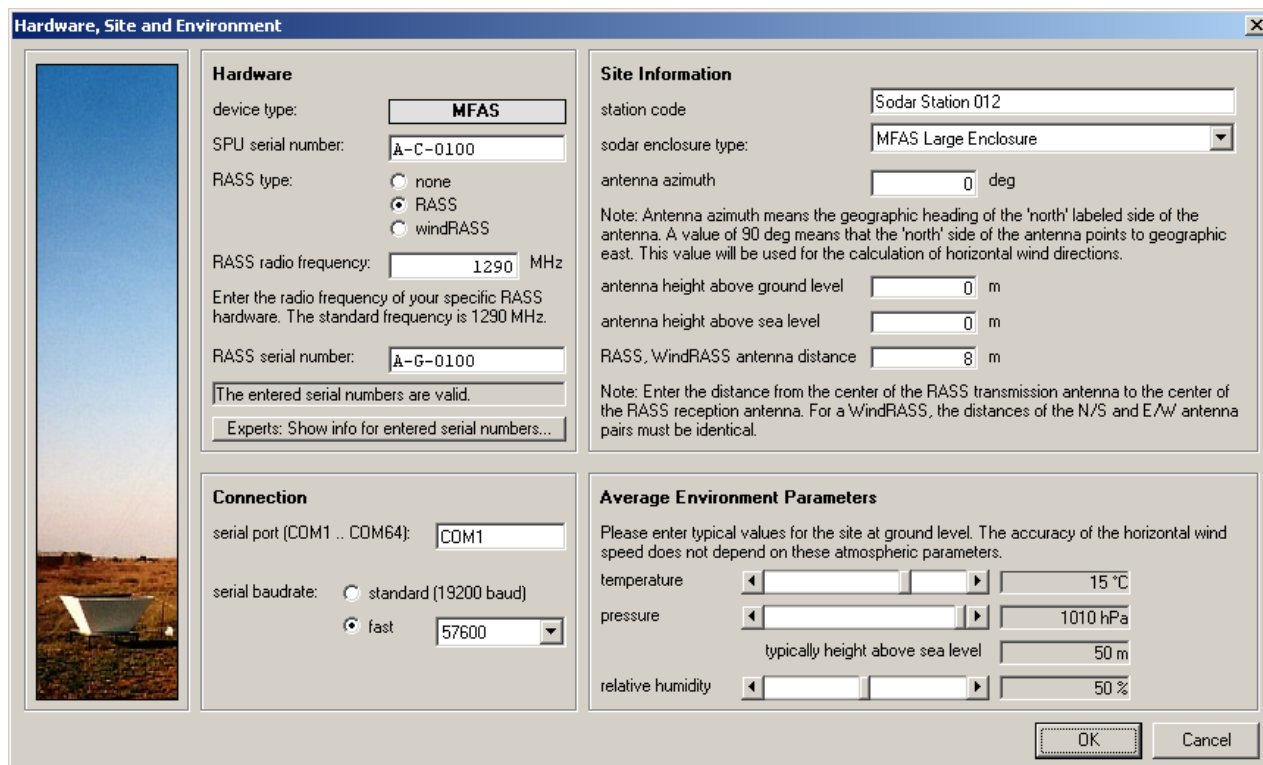 Hardware, Site and Environment
Hardware
device type: MFAS
SPU serial number: A-C-0100
RASS type: none
RASS
windRASS
RASS radio frequency: 1290 MHz
Enter the radio frequency of your specific RASS
hardware. The standard frequency is 1290 MHz.
RASS serial number: A-G-0100
The entered serial numbers are valid.
Experts: Show info for entered serial numbers...
Site Information
station code Sodar Station 012
sodar enclosure type: MFAS Large Enclosure
antenna azimuth 0 deg
Note: Antenna azimuth means the geographic heading of the 'north' labeled side of the
antenna. A value of 90 deg means that the 'north' side of the antenna points to geographic
east. This value will be used for the calculation of horizontal wind directions.
antenna height above ground level 0 m
antenna height above sea level 0 m
RASS, WindRASS antenna distance 8 m
Note: Enter the distance from the center of the RASS transmission antenna to the center of
the RASS reception antenna. For a WindRASS, the distances of the N/S and E/W antenna
pairs must be identical.
Connection
serial port (COM1 .. COM64): COM1
serial baudrate: standard (19200 baud)
fast 57600
Average Environment Parameters
Please enter typical values for the site at ground level. The accuracy of the horizontal wind
speed does not depend on these atmospheric parameters.
temperature 15 °C
pressure 1010 hPa
typically height above sea level 50 m
relative humidity 50 %
OK Cancel